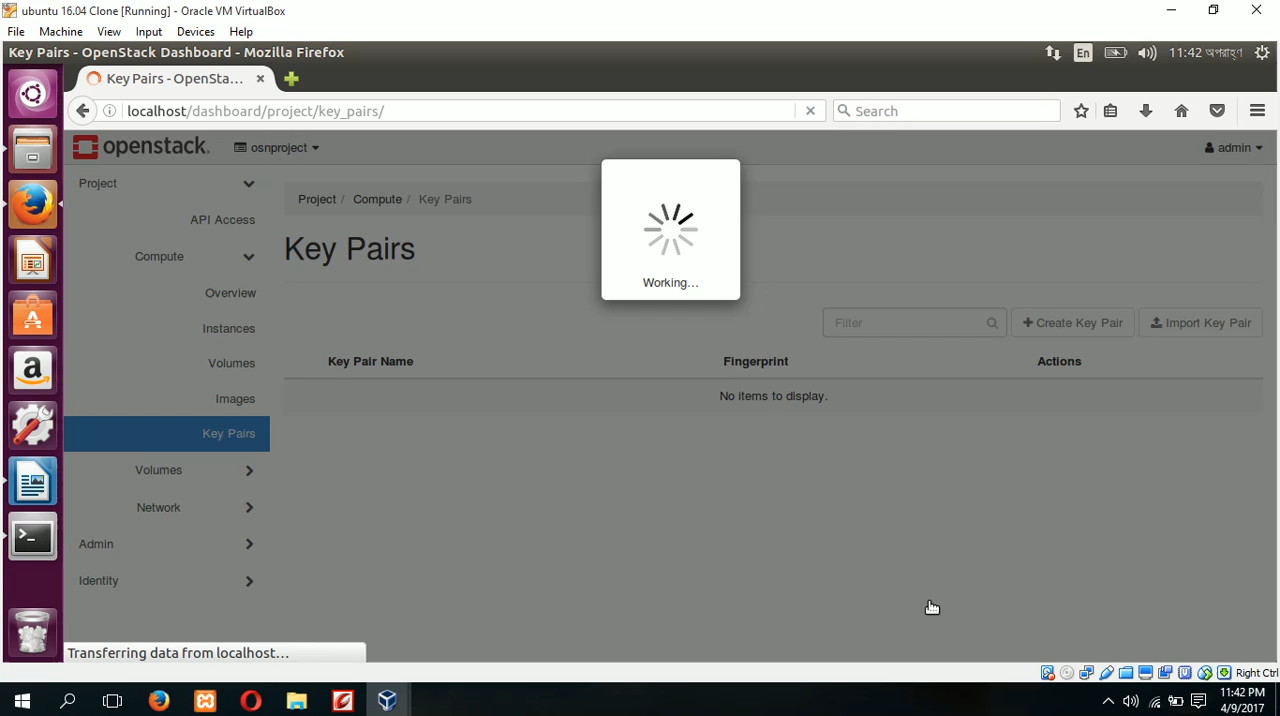 ubuntu 16.04 Clone [Running] - Oracle VM VirtualBox
File Machine View Input Devices Help
Key Pairs - OpenStack Dashboard - Mozilla Firefox
En
11:42 অপরাহ্ণ
Key Pairs - OpenSta...
localhost/dashboard/project/key_pairs/
Search
openstack.
osnproject
admin
Project
API Access
Compute
Overview
Instances
Volumes
Images
Key Pairs
Volumes
Network
Admin
Identity
Project / Compute / Key Pairs
Key Pairs
Working...
Filter
Create Key Pair
Import Key Pair
Key Pair Name Fingerprint Actions
No items to display.
Transferring data from localhost...
Right Ctrl
11:42 PM
4/9/2017